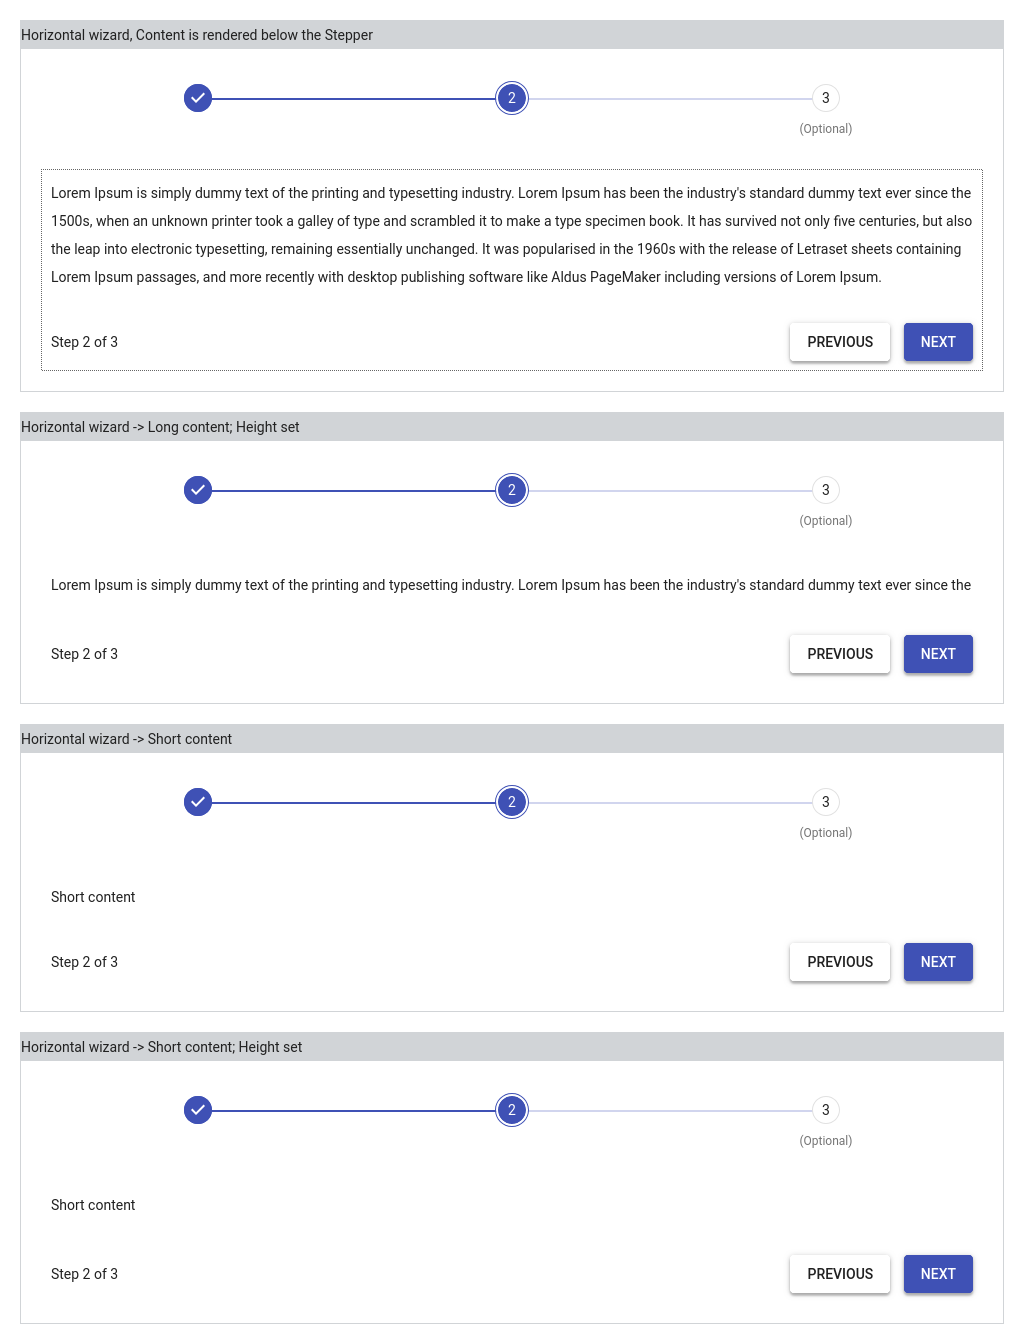 Horizontal wizard, Content is rendered below the Stepper
2
3
(Optional)
Lorem Ipsum is simply dummy text of the printing and typesetting industry. Lorem Ipsum has been the industry's standard dummy text ever since the
1500s, when an unknown printer took a galley of type and scrambled it to make a type specimen book. It has survived not only five centuries, but also
the leap into electronic typesetting, remaining essentially unchanged. It was popularised in the 1960s with the release of Letraset sheets containing
Lorem Ipsum passages, and more recently with desktop publishing software like Aldus PageMaker including versions of Lorem Ipsum.
Step 2 of 3 PREVIOUS NEXT
Horizontal wizard -> Long content; Height set
2
3
(Optional)
Lorem Ipsum is simply dummy text of the printing and typesetting industry. Lorem Ipsum has been the industry's standard dummy text ever since the
Step 2 of 3 PREVIOUS NEXT
Horizontal wizard -> Short content
2
3
(Optional)
Short content
Step 2 of 3 PREVIOUS NEXT
Horizontal wizard -> Short content; Height set
2
3
(Optional)
Short content
Step 2 of 3 PREVIOUS NEXT